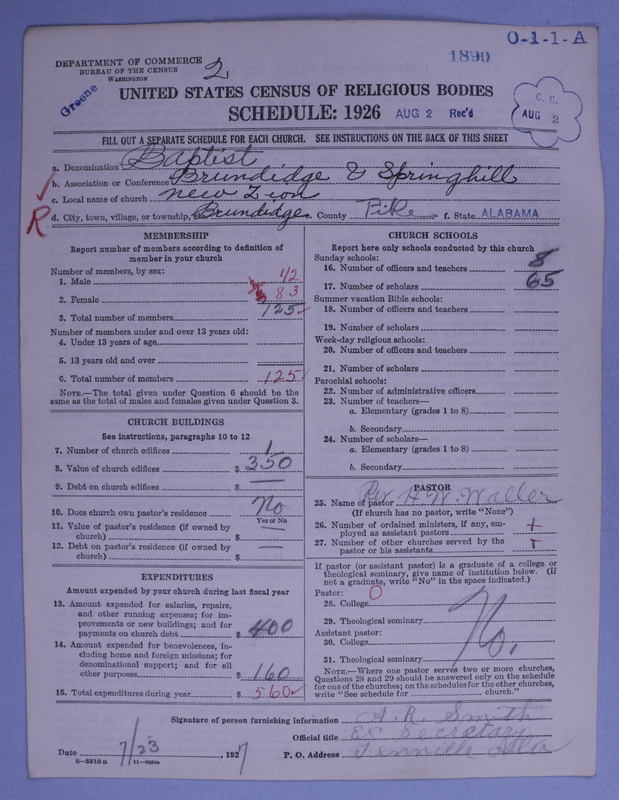 O-1-1-A
1890
DEPARTMENT OF COMMERCE
BUREAU OF THE CENSUS
WASHINGTON
2
Greene
UNITED STATES CENSUS OF RELIGIOUS BODIES
SCHEDULE: 1926 AUG 2 Rec'd
C. C.
AUG 2
FILL OUT A SEPARATE SCHEDULE FOR EACH CHURCH. SEE INSTRUCTIONS ON THE BACK OF THIS SHEET
a. Denomination Baptist
b. Association or Conference Brundidge & Springhill
c. Local name of church New Zion
R d. City, town, village, or township, Brundidge e. County Pike f. State ALABAMA
MEMBERSHIP
Report number of members according to definition of
member in your church
Number of members, by sex:
1. Male 42
2. Female 83
3. Total number of members 125
Number of members under and over 13 years old:
4. Under 13 years of age
5. 13 years old and over
6. Total number of members 125
NOTE.—The total given under Question 6 should be
same as the total of males and females given under Question 3.
CHURCH BUILDINGS
See instructions, paragraphs 10 to 12
7. Number of church edifices 1
8. Value of church edifices $ 350
9. Debt on church edifices $ —
10. Does church own pastor's residence No
Yes or No
11. Value of pastor's residence (if owned by
church) $ —
12. Debt on pastor's residence (if owned by
church) $ —
EXPENDITURES
Amount expended by your church during last fiscal year
13. Amount expended for salaries, repairs,
and other running expenses; for im-
provements or new buildings; and for
payments on church debt $ 400
14. Amount expended for benevolences, in-
cluding home and foreign missions; for
denominational support; and for all
other purposes $ 160
15. Total expenditures during year $ 560
CHURCH SCHOOLS
Report here only schools conducted by this church
Sunday schools:
16. Number of officers and teachers 8
17. Number of scholars 65
Summer vacation Bible schools:
18. Number of officers and teachers
19. Number of scholars
Week-day religious schools:
20. Number of officers and teachers
21. Number of scholars
Parochial schools:
22. Number of administrative officers
23. Number of teachers—
a. Elementary (grades 1 to 8)
b. Secondary
24. Number of scholars—
a. Elementary (grades 1 to 8)
b. Secondary
PASTOR
25. Name of pastor Rev H. W. Waller
(If church has no pastor, write "None")
26. Number of ordained ministers, if any, em-
ployed as assistant pastors +
27. Number of other churches served by the
pastor or his assistants +
If pastor (or assistant pastor) is a graduate of a college or
theological seminary, give name of institution below. (If
not a graduate, write "No" in the space indicated.)
Pastor: O
28. College
29. Theological seminary No.
Assistant pastor:
30. College
31. Theological seminary
NOTE.—Where one pastor serves two or more churches,
Questions 28 and 29 should be answered only on the schedule
for one of the churches; on the schedules for the other churches,
write "See schedule for church."
Signature of person furnishing information A. R. Smith
Official title Ex Secretary
Date 7/23, 1927 P. O. Address Tennille Ala
8—5518a 11—9024a